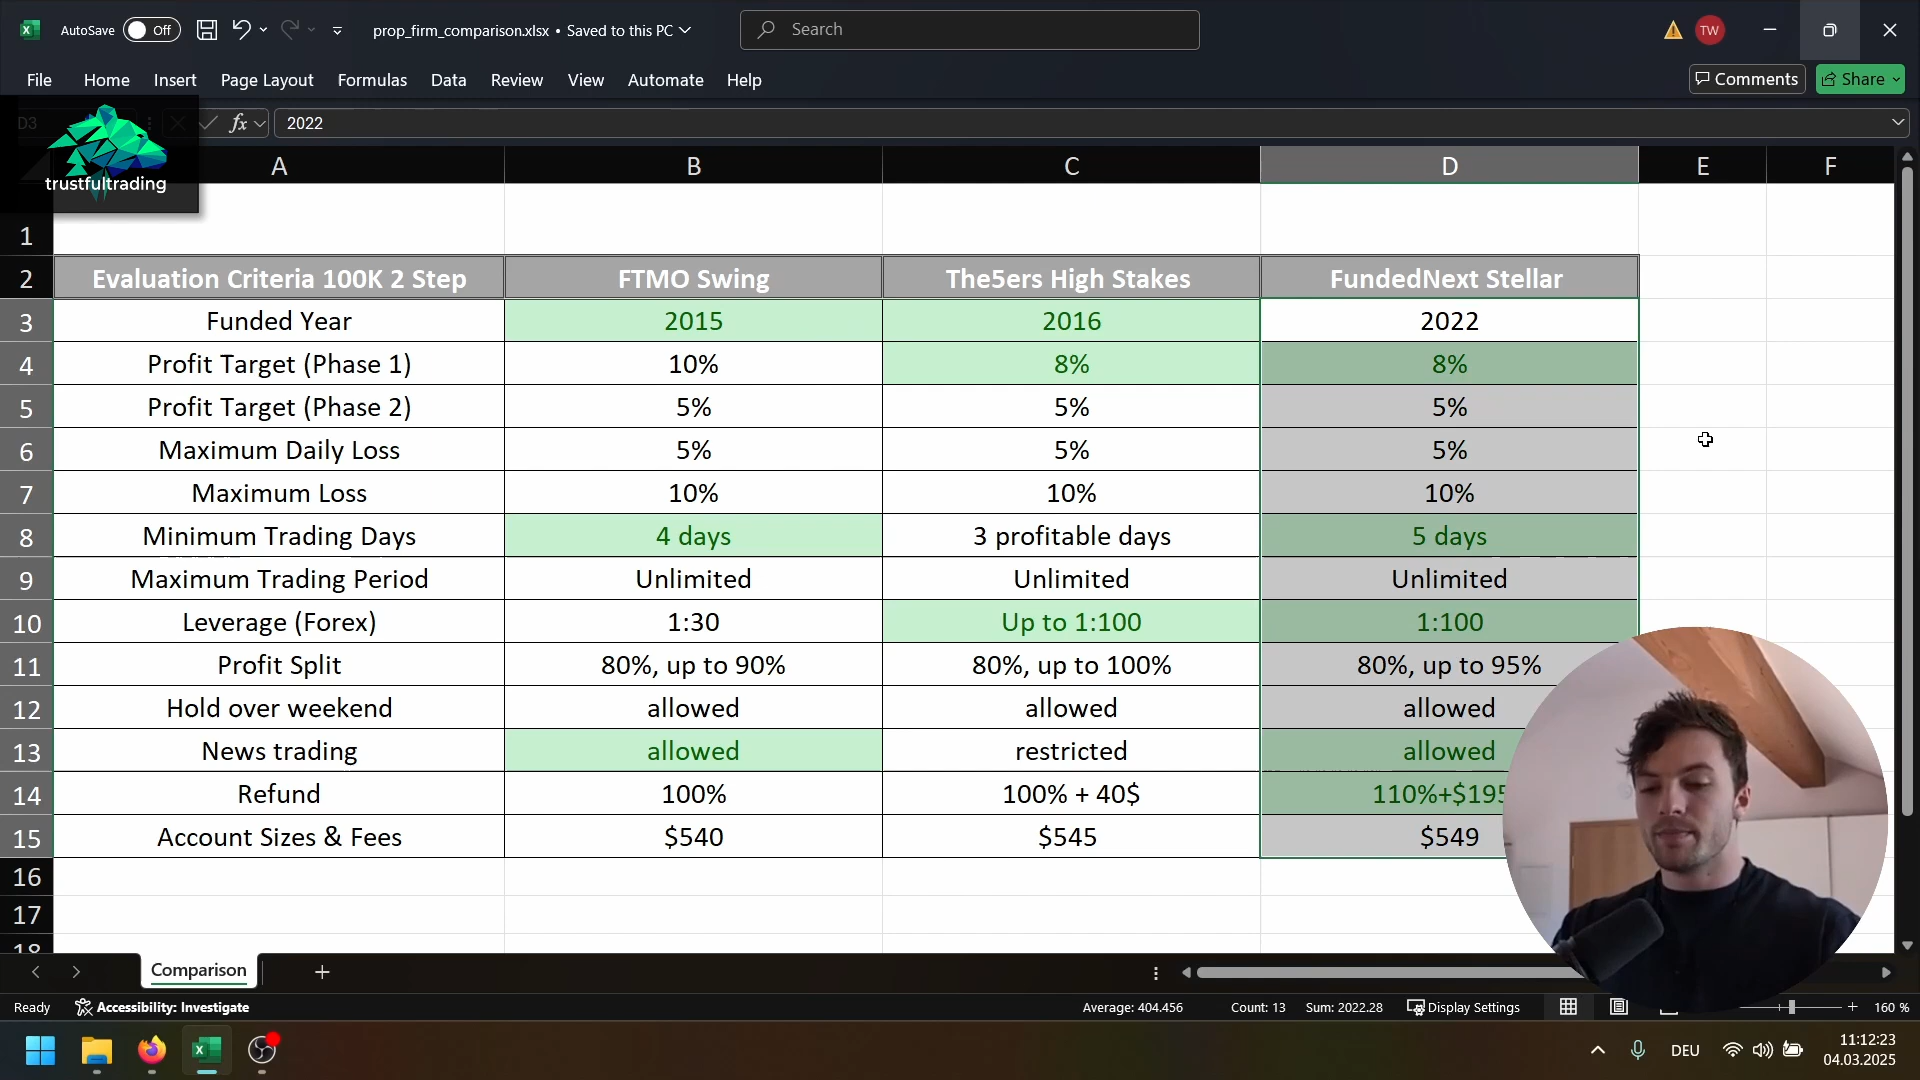 AutoSave Off prop_firm_comparison.xlsx • Saved to this PC Search TW
File Home Insert Page Layout Formulas Data Review View Automate Help Comments Share
D3 fx 2022
trustfultrading
A B C D E F
1
2 Evaluation Criteria 100K 2 Step FTMO Swing The5ers High Stakes FundedNext Stellar
3 Funded Year 2015 2016 2022
4 Profit Target (Phase 1) 10% 8% 8%
5 Profit Target (Phase 2) 5% 5% 5%
6 Maximum Daily Loss 5% 5% 5%
7 Maximum Loss 10% 10% 10%
8 Minimum Trading Days 4 days 3 profitable days 5 days
9 Maximum Trading Period Unlimited Unlimited Unlimited
10 Leverage (Forex) 1:30 Up to 1:100 1:100
11 Profit Split 80%, up to 90% 80%, up to 100% 80%, up to 95%
12 Hold over weekend allowed allowed allowed
13 News trading allowed restricted allowed
14 Refund 100% 100% + 40$ 110%+$195
15 Account Sizes & Fees $540 $545 $549
16
17
18
Comparison
Ready Accessibility: Investigate Average: 404.456 Count: 13 Sum: 2022.28 Display Settings 160 %
DEU 11:12:23
04.03.2025